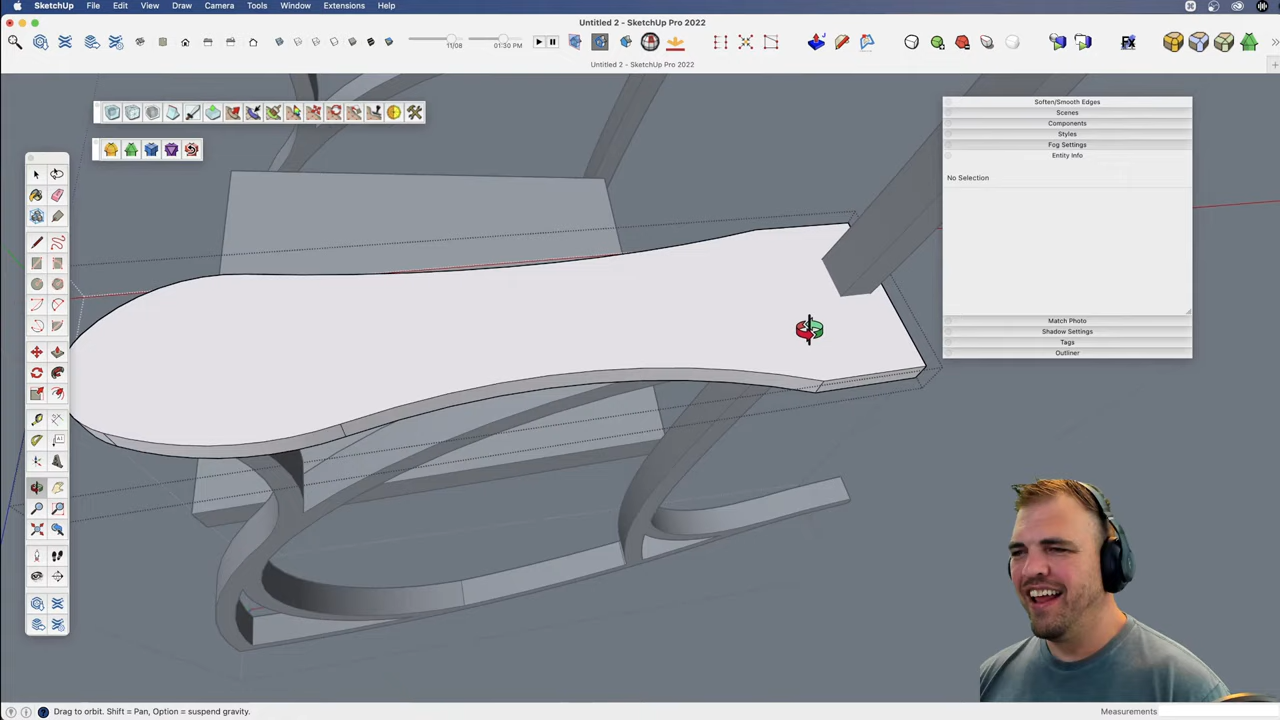 SketchUp File Edit View Draw Camera Tools Window Extensions Help
Untitled 2 - SketchUp Pro 2022
11/08 01:30 PM
Untitled 2 - SketchUp Pro 2022
Soften/Smooth Edges
Scenes
Components
Styles
Fog Settings
Entity Info
No Selection
Match Photo
Shadow Settings
Tags
Outliner
Drag to orbit. Shift = Pan, Option = suspend gravity.
Measurements